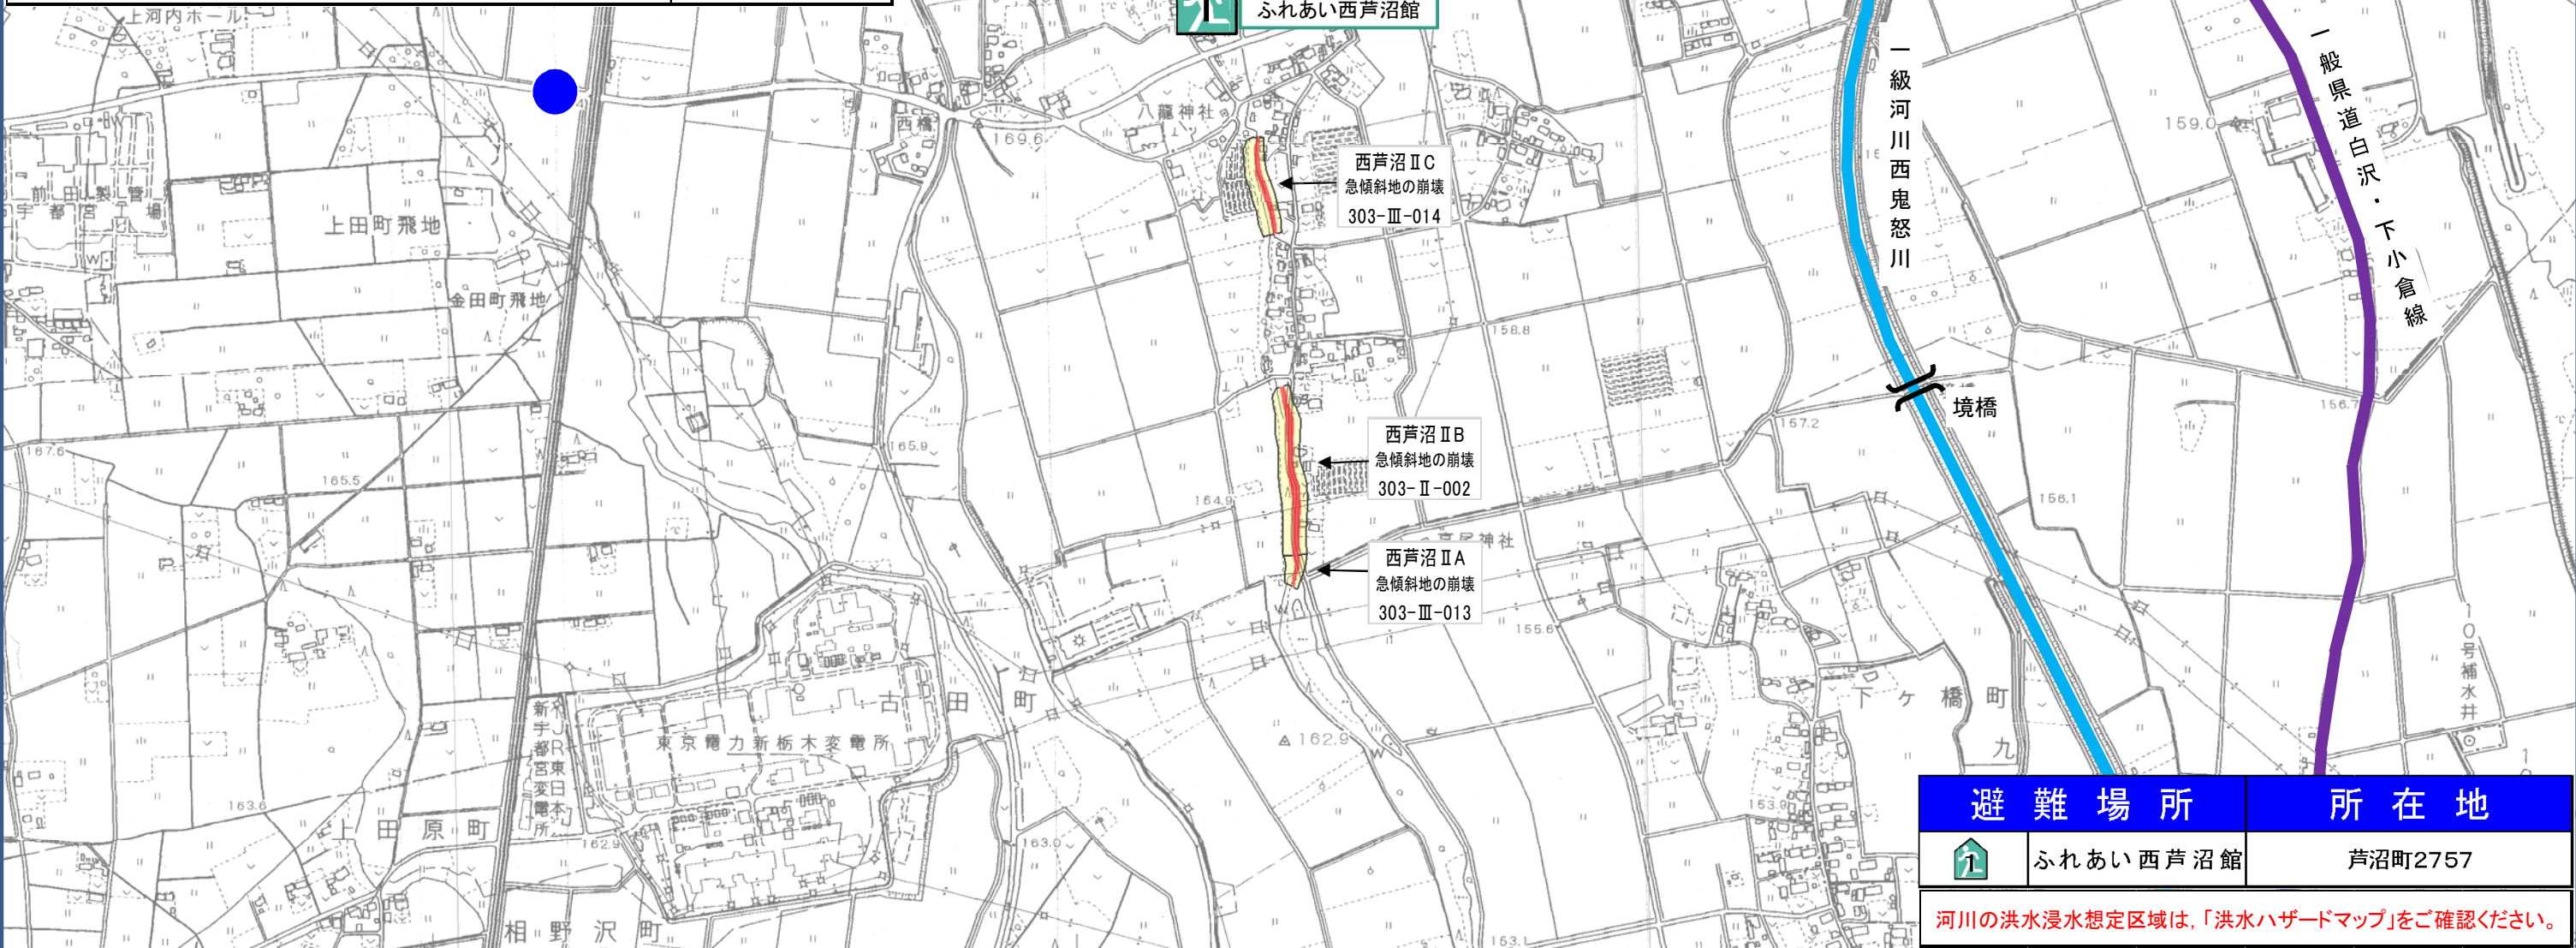 上河内ホール
1
ふれあい西芦沼館
一級河川西鬼怒川
一般県道白沢・下小倉線
159.0
八龍神社
西橋
169.6
西芦沼ⅡC
急傾斜地の崩壊
303-Ⅲ-014
前田製管
宇都宮工場
上田町飛地
金田町飛地
158.8
境橋
156.7
157.2
西芦沼ⅡB
急傾斜地の崩壊
303-Ⅱ-002
165.9
167.6
165.5
164.9
156.1
高尾神社
西芦沼ⅡA
急傾斜地の崩壊
303-Ⅲ-013
155.6
10号補水井
古田町
下ケ橋町
九
新宇都宮変電所
JR東日本
東京電力新栃木変電所
162.9
163.6
上田原町
162.9
163.0
153.9
相野沢町
153.1
避難場所 所在地
1 ふれあい西芦沼館 芦沼町2757
河川の洪水浸水想定区域は,「洪水ハザードマップ」をご確認ください。